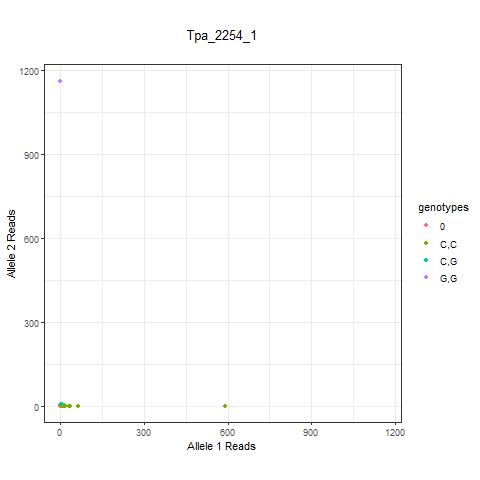 Tpa_2254_1
1200
900
600
300
0
Allele 2 Reads
0 300 600 900 1200
Allele 1 Reads
genotypes
0
C,C
C,G
G,G